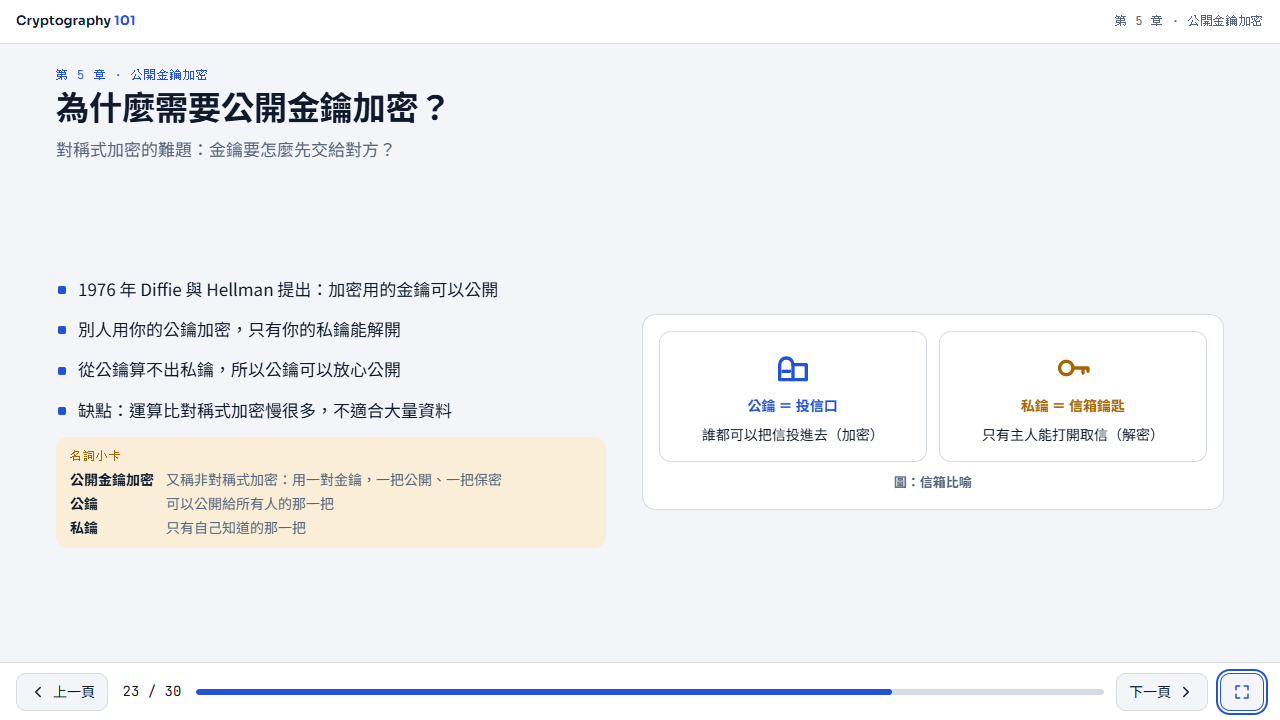 Cryptography 101
第 5 章 · 公開金鑰加密
第 5 章 · 公開金鑰加密
為什麼需要公開金鑰加密？
對稱式加密的難題：金鑰要怎麼先交給對方？
1976 年 Diffie 與 Hellman 提出：加密用的金鑰可以公開
別人用你的公鑰加密，只有你的私鑰能解開
從公鑰算不出私鑰，所以公鑰可以放心公開
缺點：運算比對稱式加密慢很多，不適合大量資料
名詞小卡
公開金鑰加密 又稱非對稱式加密：用一對金鑰，一把公開、一把保密
公鑰 可以公開給所有人的那一把
私鑰 只有自己知道的那一把
公鑰 = 投信口
誰都可以把信投進去（加密）
私鑰 = 信箱鑰匙
只有主人能打開取信（解密）
圖：信箱比喻
上一頁
23 / 30
下一頁